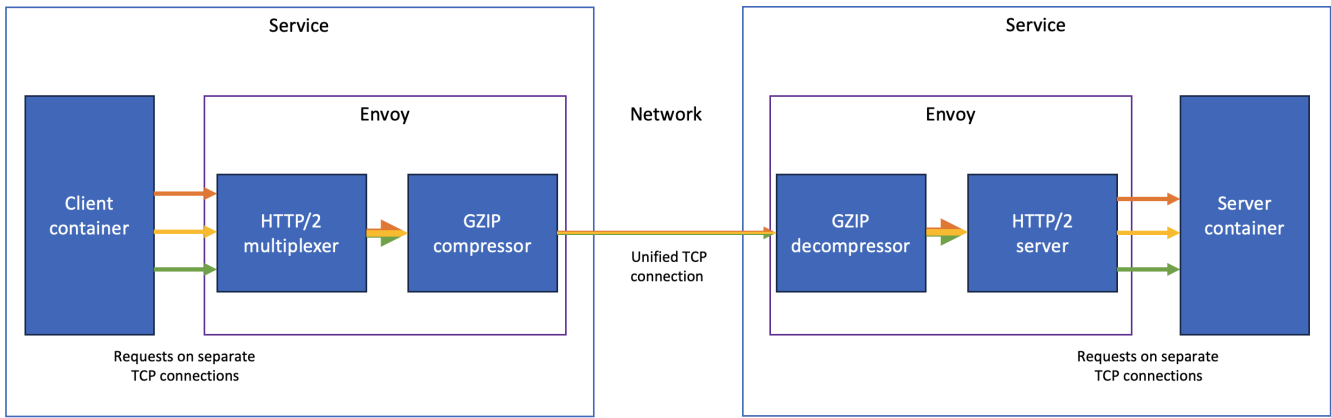 Service
Envoy
Client
container
HTTP/2
multiplexer
GZIP
compressor
Requests on separate
TCP connections
Network
Unified TCP
connection
Service
Envoy
GZIP
decompressor
HTTP/2
server
Server
container
Requests on separate
TCP connections